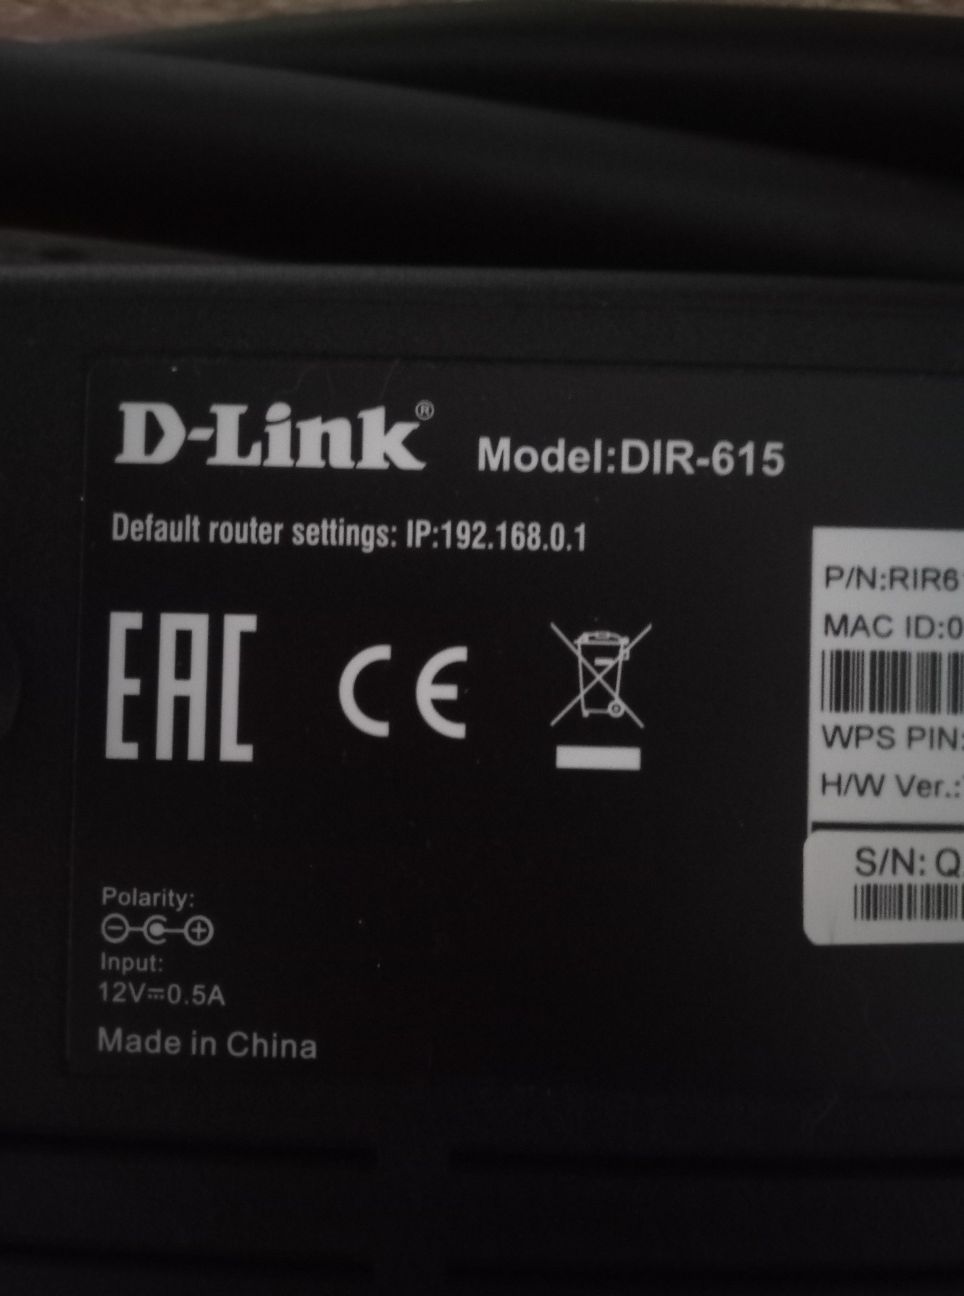 D-Link® Model:DIR-615
Default router settings: IP:192.168.0.1
P/N:RIR61
MAC ID:0
EAC CE
WPS PIN:
H/W Ver.:
S/N: Q
Polarity:
Input:
12V⎓0.5A
Made in China